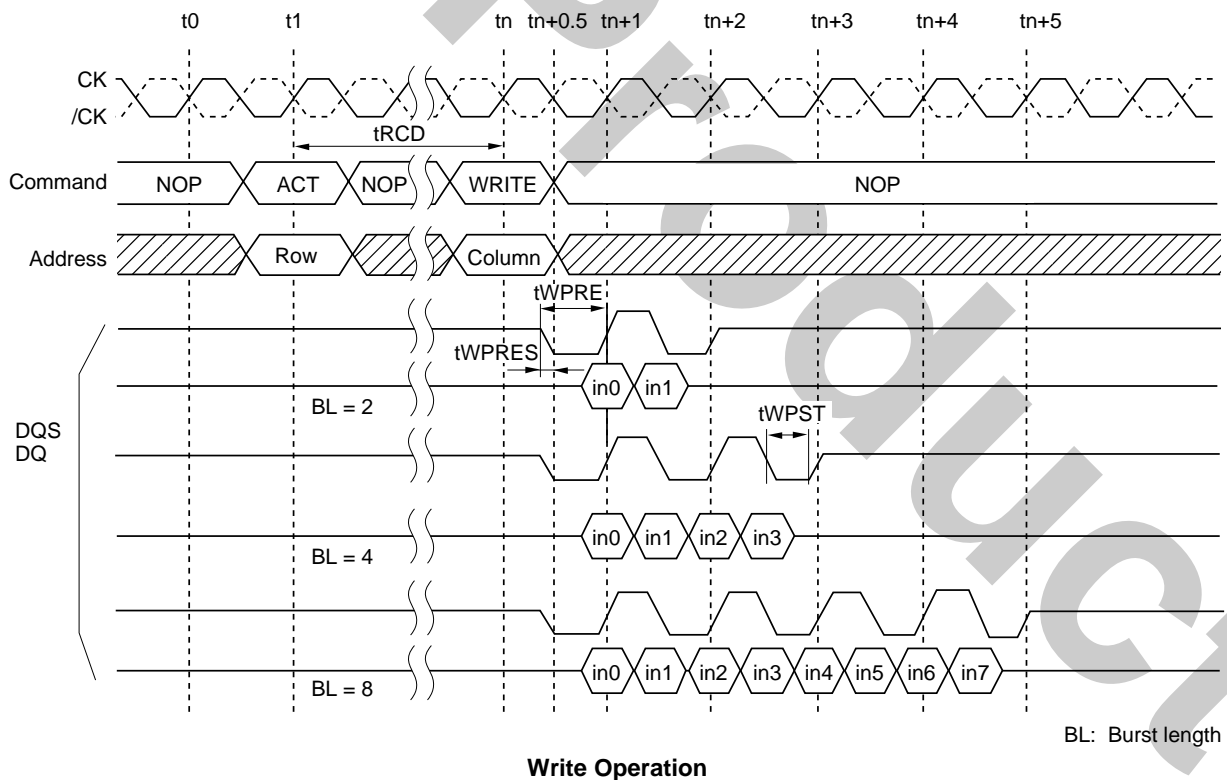 t0 t1 tn tn+0.5 tn+1 tn+2 tn+3 tn+4 tn+5
CK
/CK
tRCD
Command NOP ACT NOP WRITE NOP
Address Row Column
tWPRE
tWPRES
in0 in1
BL = 2
tWPST
DQS
DQ
in0 in1 in2 in3
BL = 4
in0 in1 in2 in3 in4 in5 in6 in7
BL = 8
BL: Burst length
Write Operation
Product